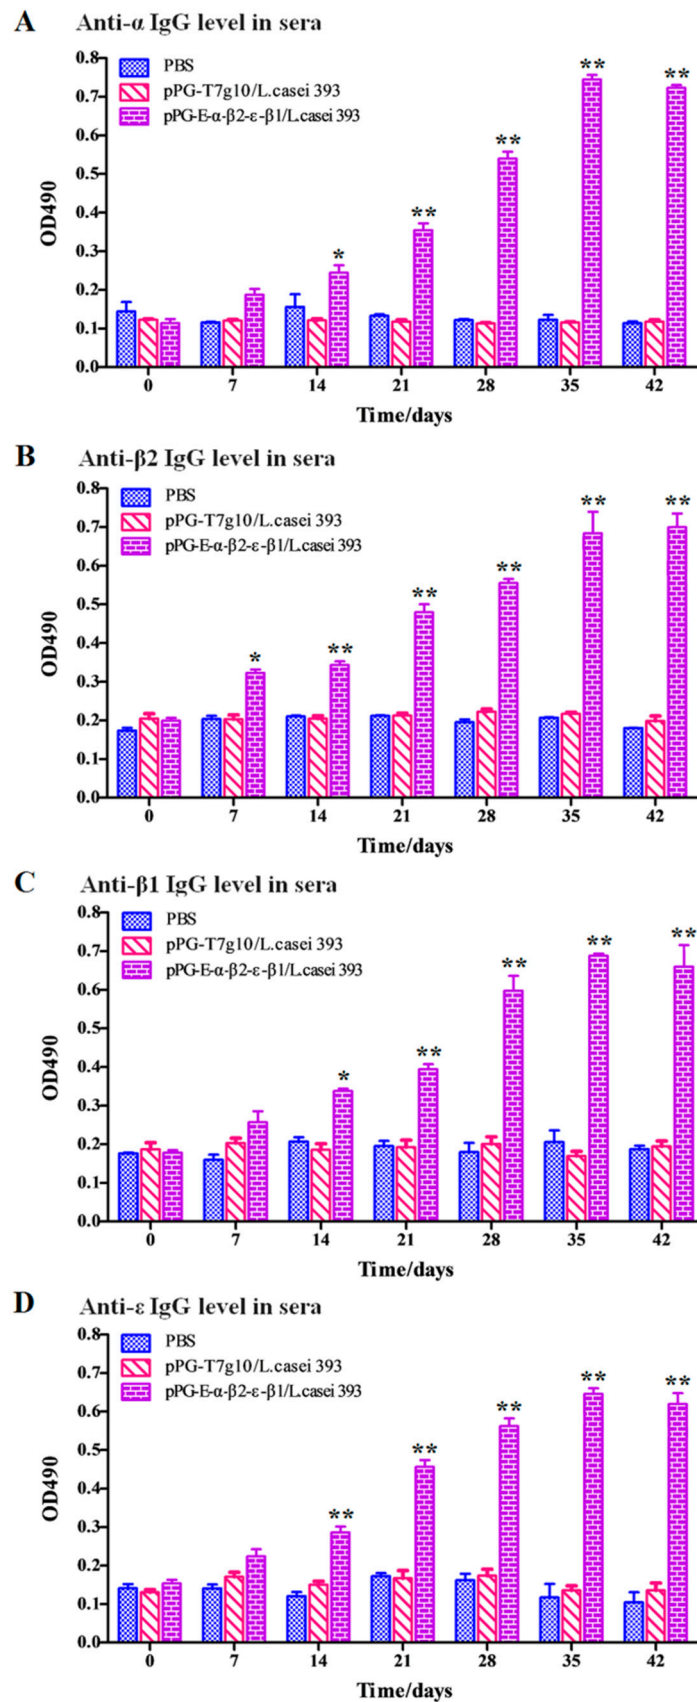 A Anti-α IgG level in sera
0.8
0.7
0.6
0.5
0.4
0.3
0.2
0.1
0.0
OD490
PBS
pPG-T7g10/L.casei 393
pPG-E-α-β2-ε-β1/L.casei 393
*
**
**
**
**
0 7 14 21 28 35 42
Time/days
B Anti-β2 IgG level in sera
0.8
0.7
0.6
0.5
0.4
0.3
0.2
0.1
0.0
OD490
PBS
pPG-T7g10/L.casei 393
pPG-E-α-β2-ε-β1/L.casei 393
*
**
**
**
**
**
0 7 14 21 28 35 42
Time/days
C Anti-β1 IgG level in sera
0.8
0.7
0.6
0.5
0.4
0.3
0.2
0.1
0.0
OD490
PBS
pPG-T7g10/L.casei 393
pPG-E-α-β2-ε-β1/L.casei 393
*
**
**
**
**
0 7 14 21 28 35 42
Time/days
D Anti-ε IgG level in sera
0.8
0.7
0.6
0.5
0.4
0.3
0.2
0.1
0.0
OD490
PBS
pPG-T7g10/L.casei 393
pPG-E-α-β2-ε-β1/L.casei 393
**
**
**
**
**
0 7 14 21 28 35 42
Time/days